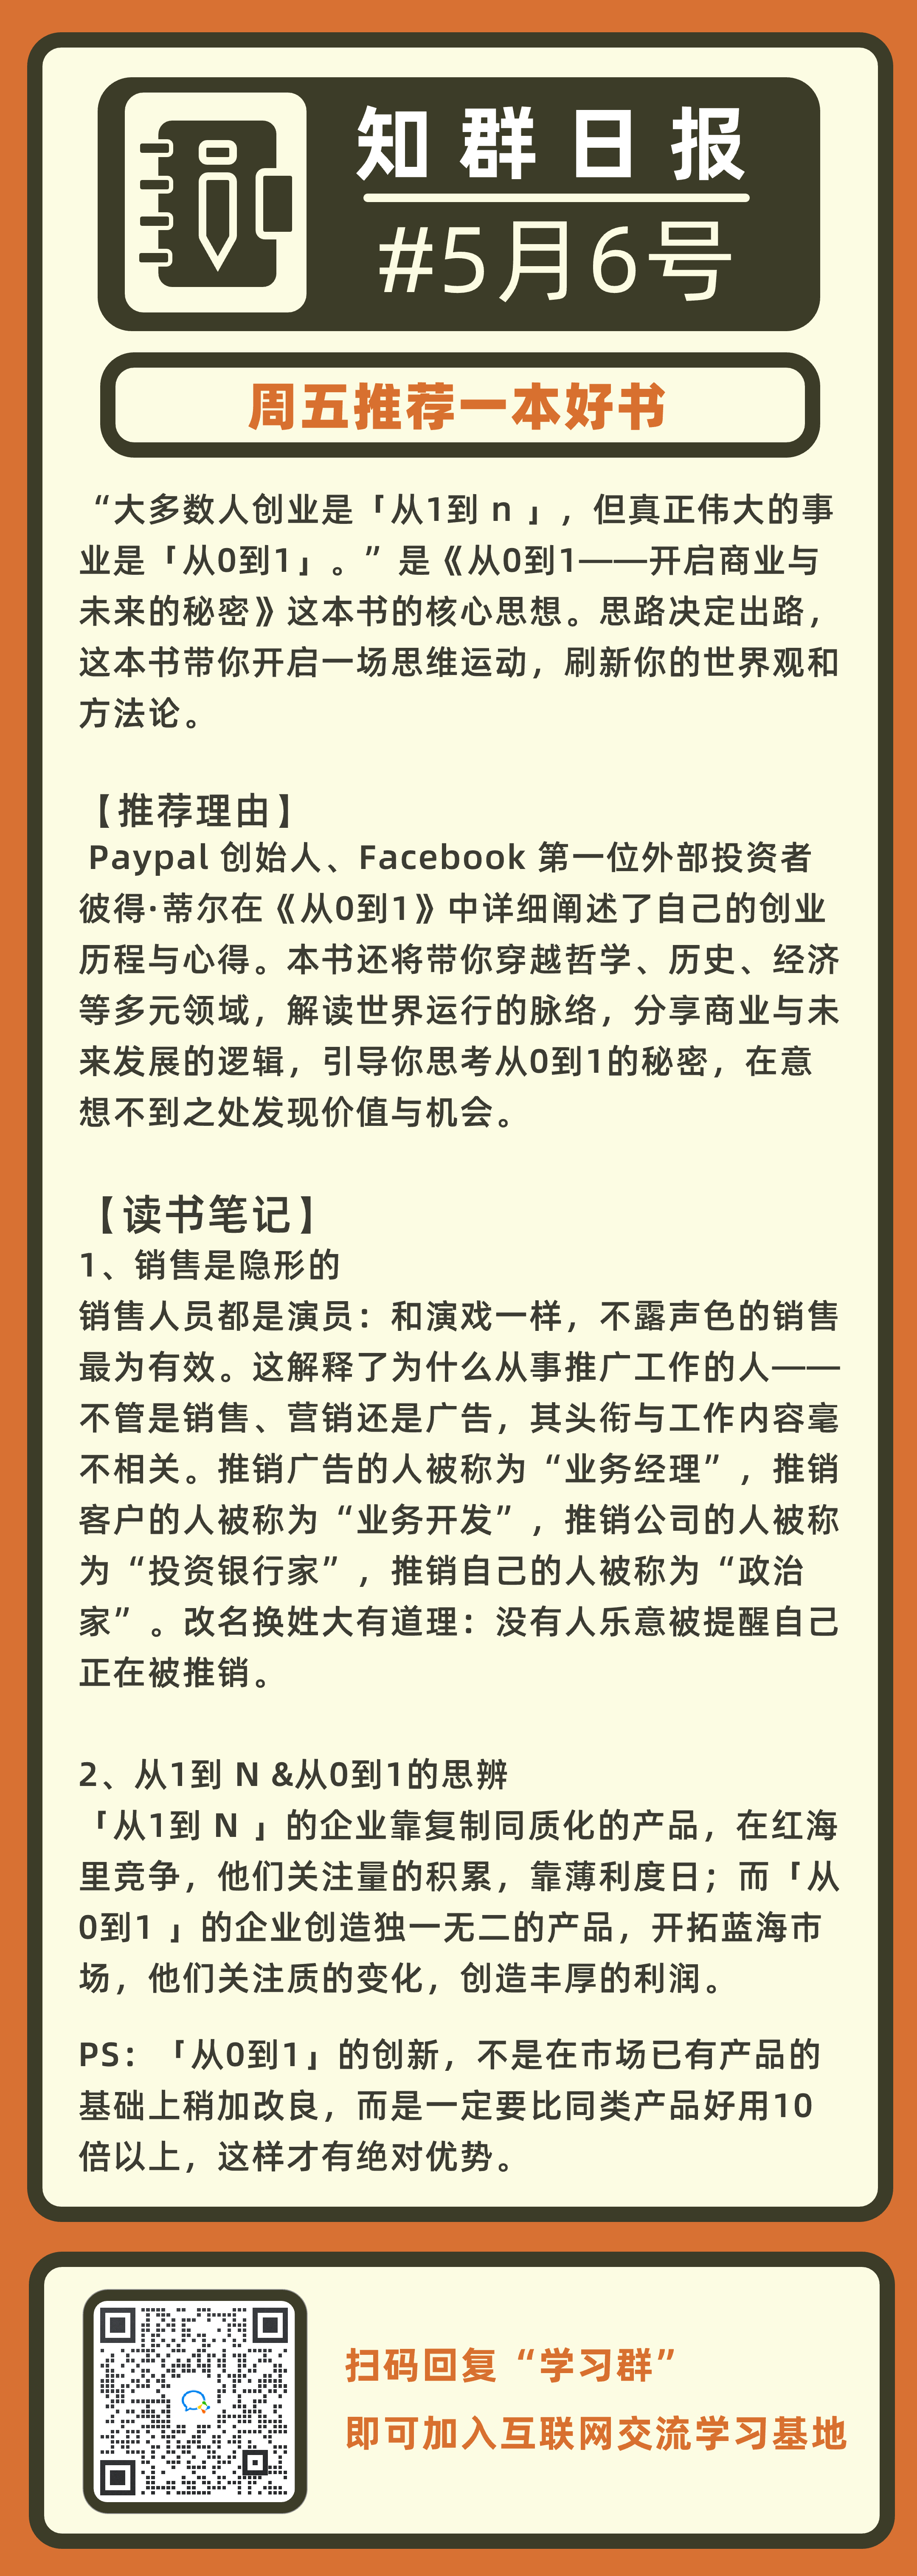 知群日报
#5月6号
周五推荐一本好书
“大多数人创业是「从1到 n 」，但真正伟大的事
业是「从0到1」。” 是《从0到1——开启商业与
未来的秘密》这本书的核心思想。思路决定出路，
这本书带你开启一场思维运动，刷新你的世界观和
方法论。
【推荐理由】
Paypal 创始人、Facebook 第一位外部投资者
彼得·蒂尔在《从0到1》中详细阐述了自己的创业
历程与心得。本书还将带你穿越哲学、历史、经济
等多元领域，解读世界运行的脉络，分享商业与未
来发展的逻辑，引导你思考从0到1的秘密，在意
想不到之处发现价值与机会。
【读书笔记】
1、销售是隐形的
销售人员都是演员：和演戏一样，不露声色的销售
最为有效。这解释了为什么从事推广工作的人——
不管是销售、营销还是广告，其头衔与工作内容毫
不相关。推销广告的人被称为“业务经理”，推销
客户的人被称为“业务开发”，推销公司的人被称
为“投资银行家”，推销自己的人被称为“政治
家”。改名换姓大有道理：没有人乐意被提醒自己
正在被推销。
2、从1到 N &从0到1的思辨
「从1到 N 」的企业靠复制同质化的产品，在红海
里竞争，他们关注量的积累，靠薄利度日；而「从
0到1 」的企业创造独一无二的产品，开拓蓝海市
场，他们关注质的变化，创造丰厚的利润。
PS：「从0到1」的创新，不是在市场已有产品的
基础上稍加改良，而是一定要比同类产品好用10
倍以上，这样才有绝对优势。
扫码回复“学习群”
即可加入互联网交流学习基地